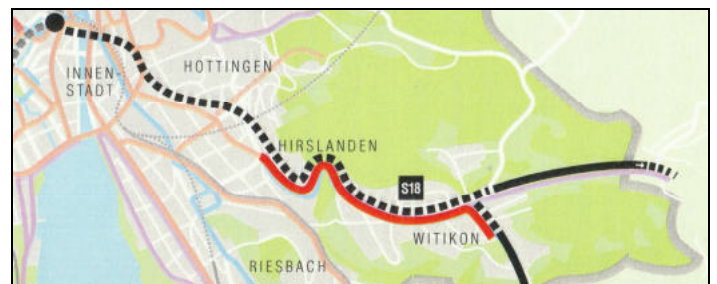 INNEN-
STADT
HOTTINGEN
HIRSLANDEN
S18
WITIKON
RIESBACH